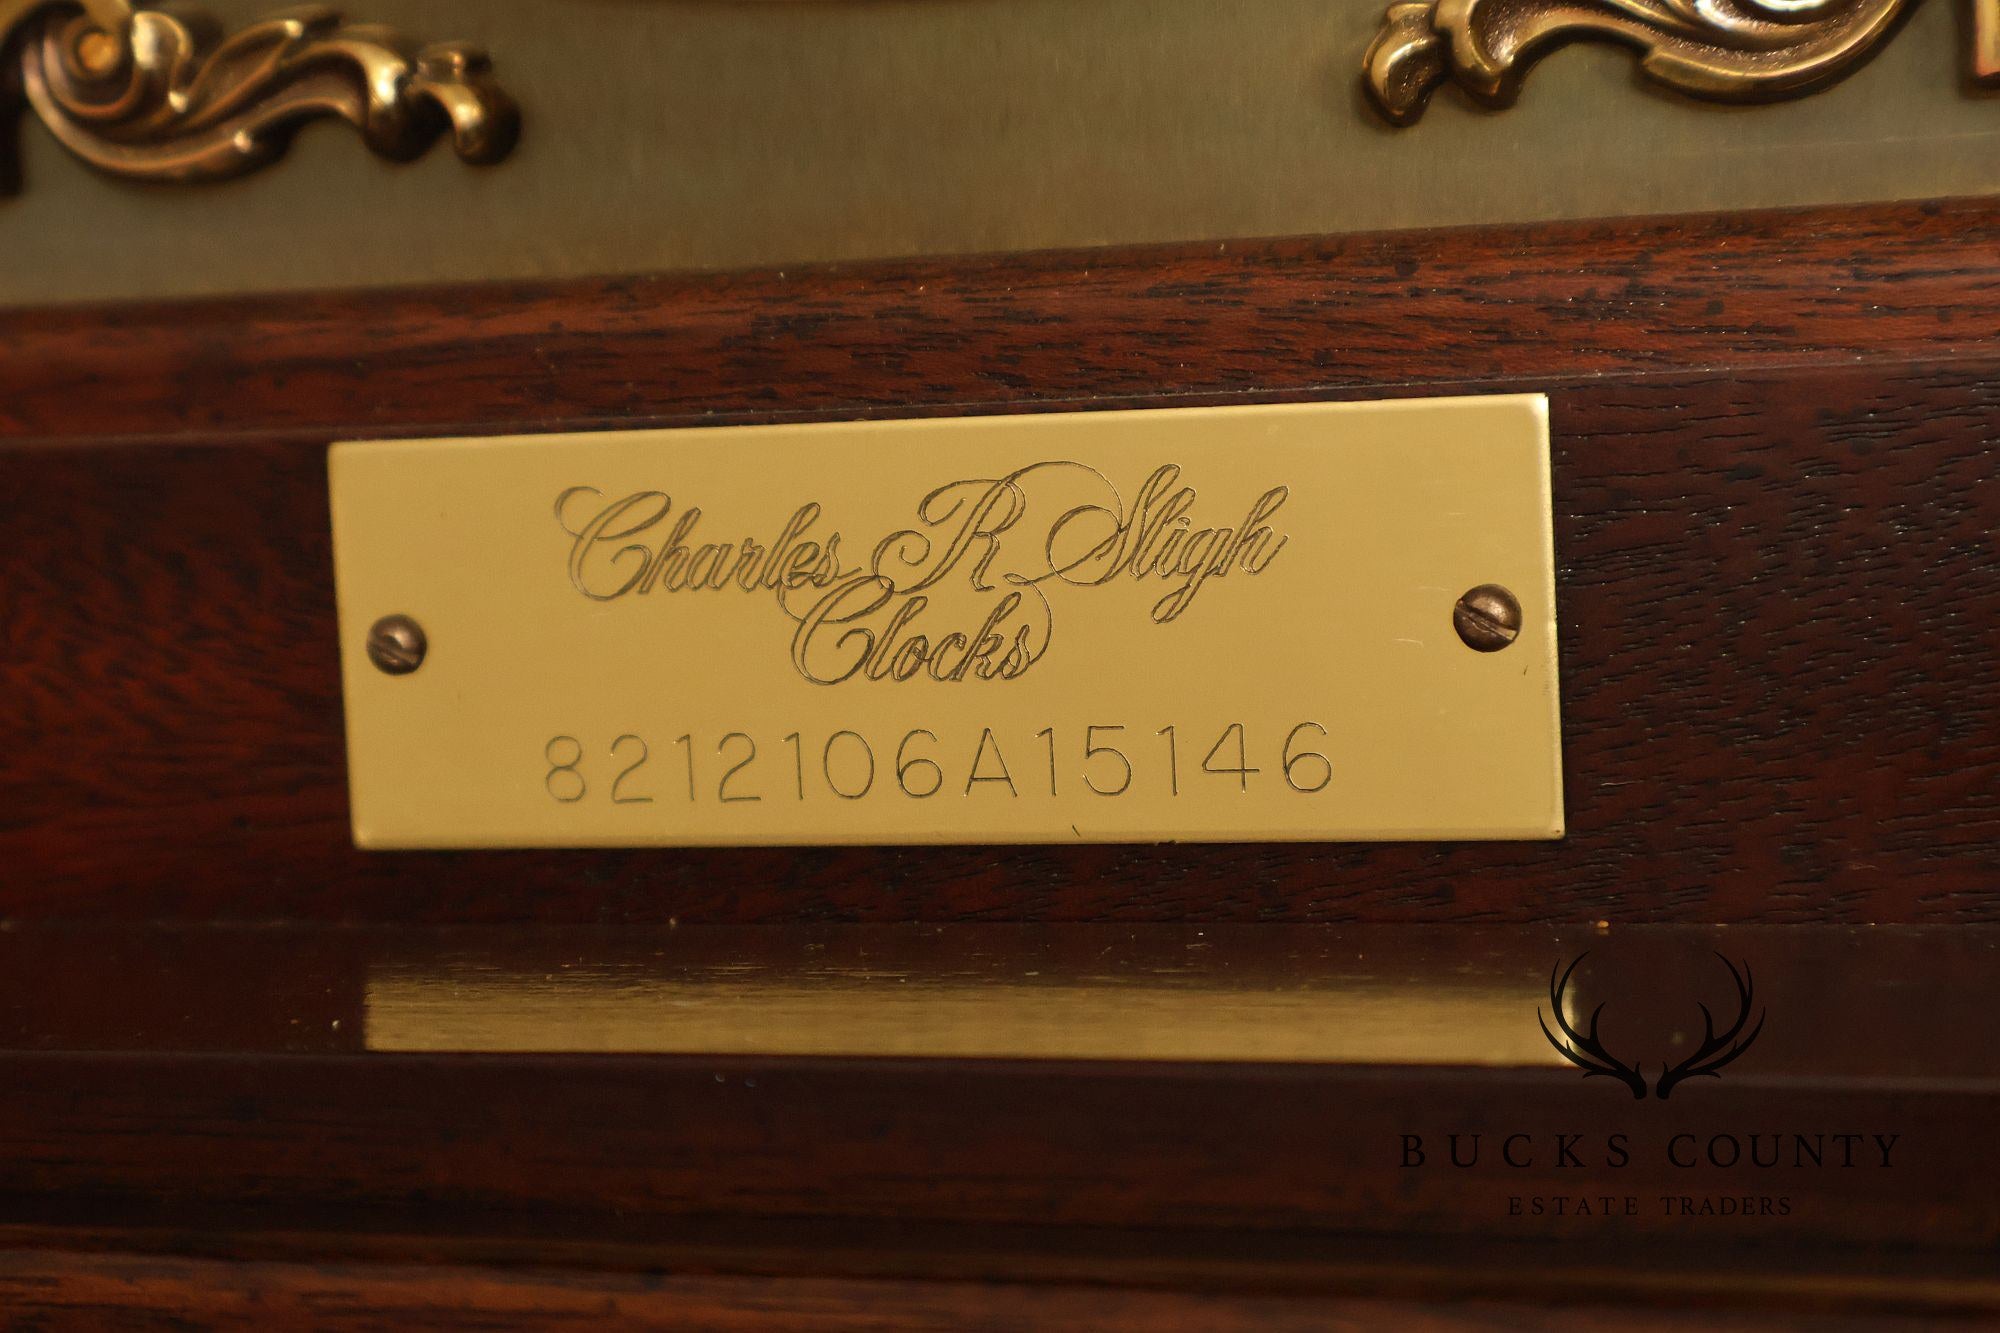 Charles R Sligh
Clocks
8212106A15146
BUCKS COUNTY
ESTATE TRADERS